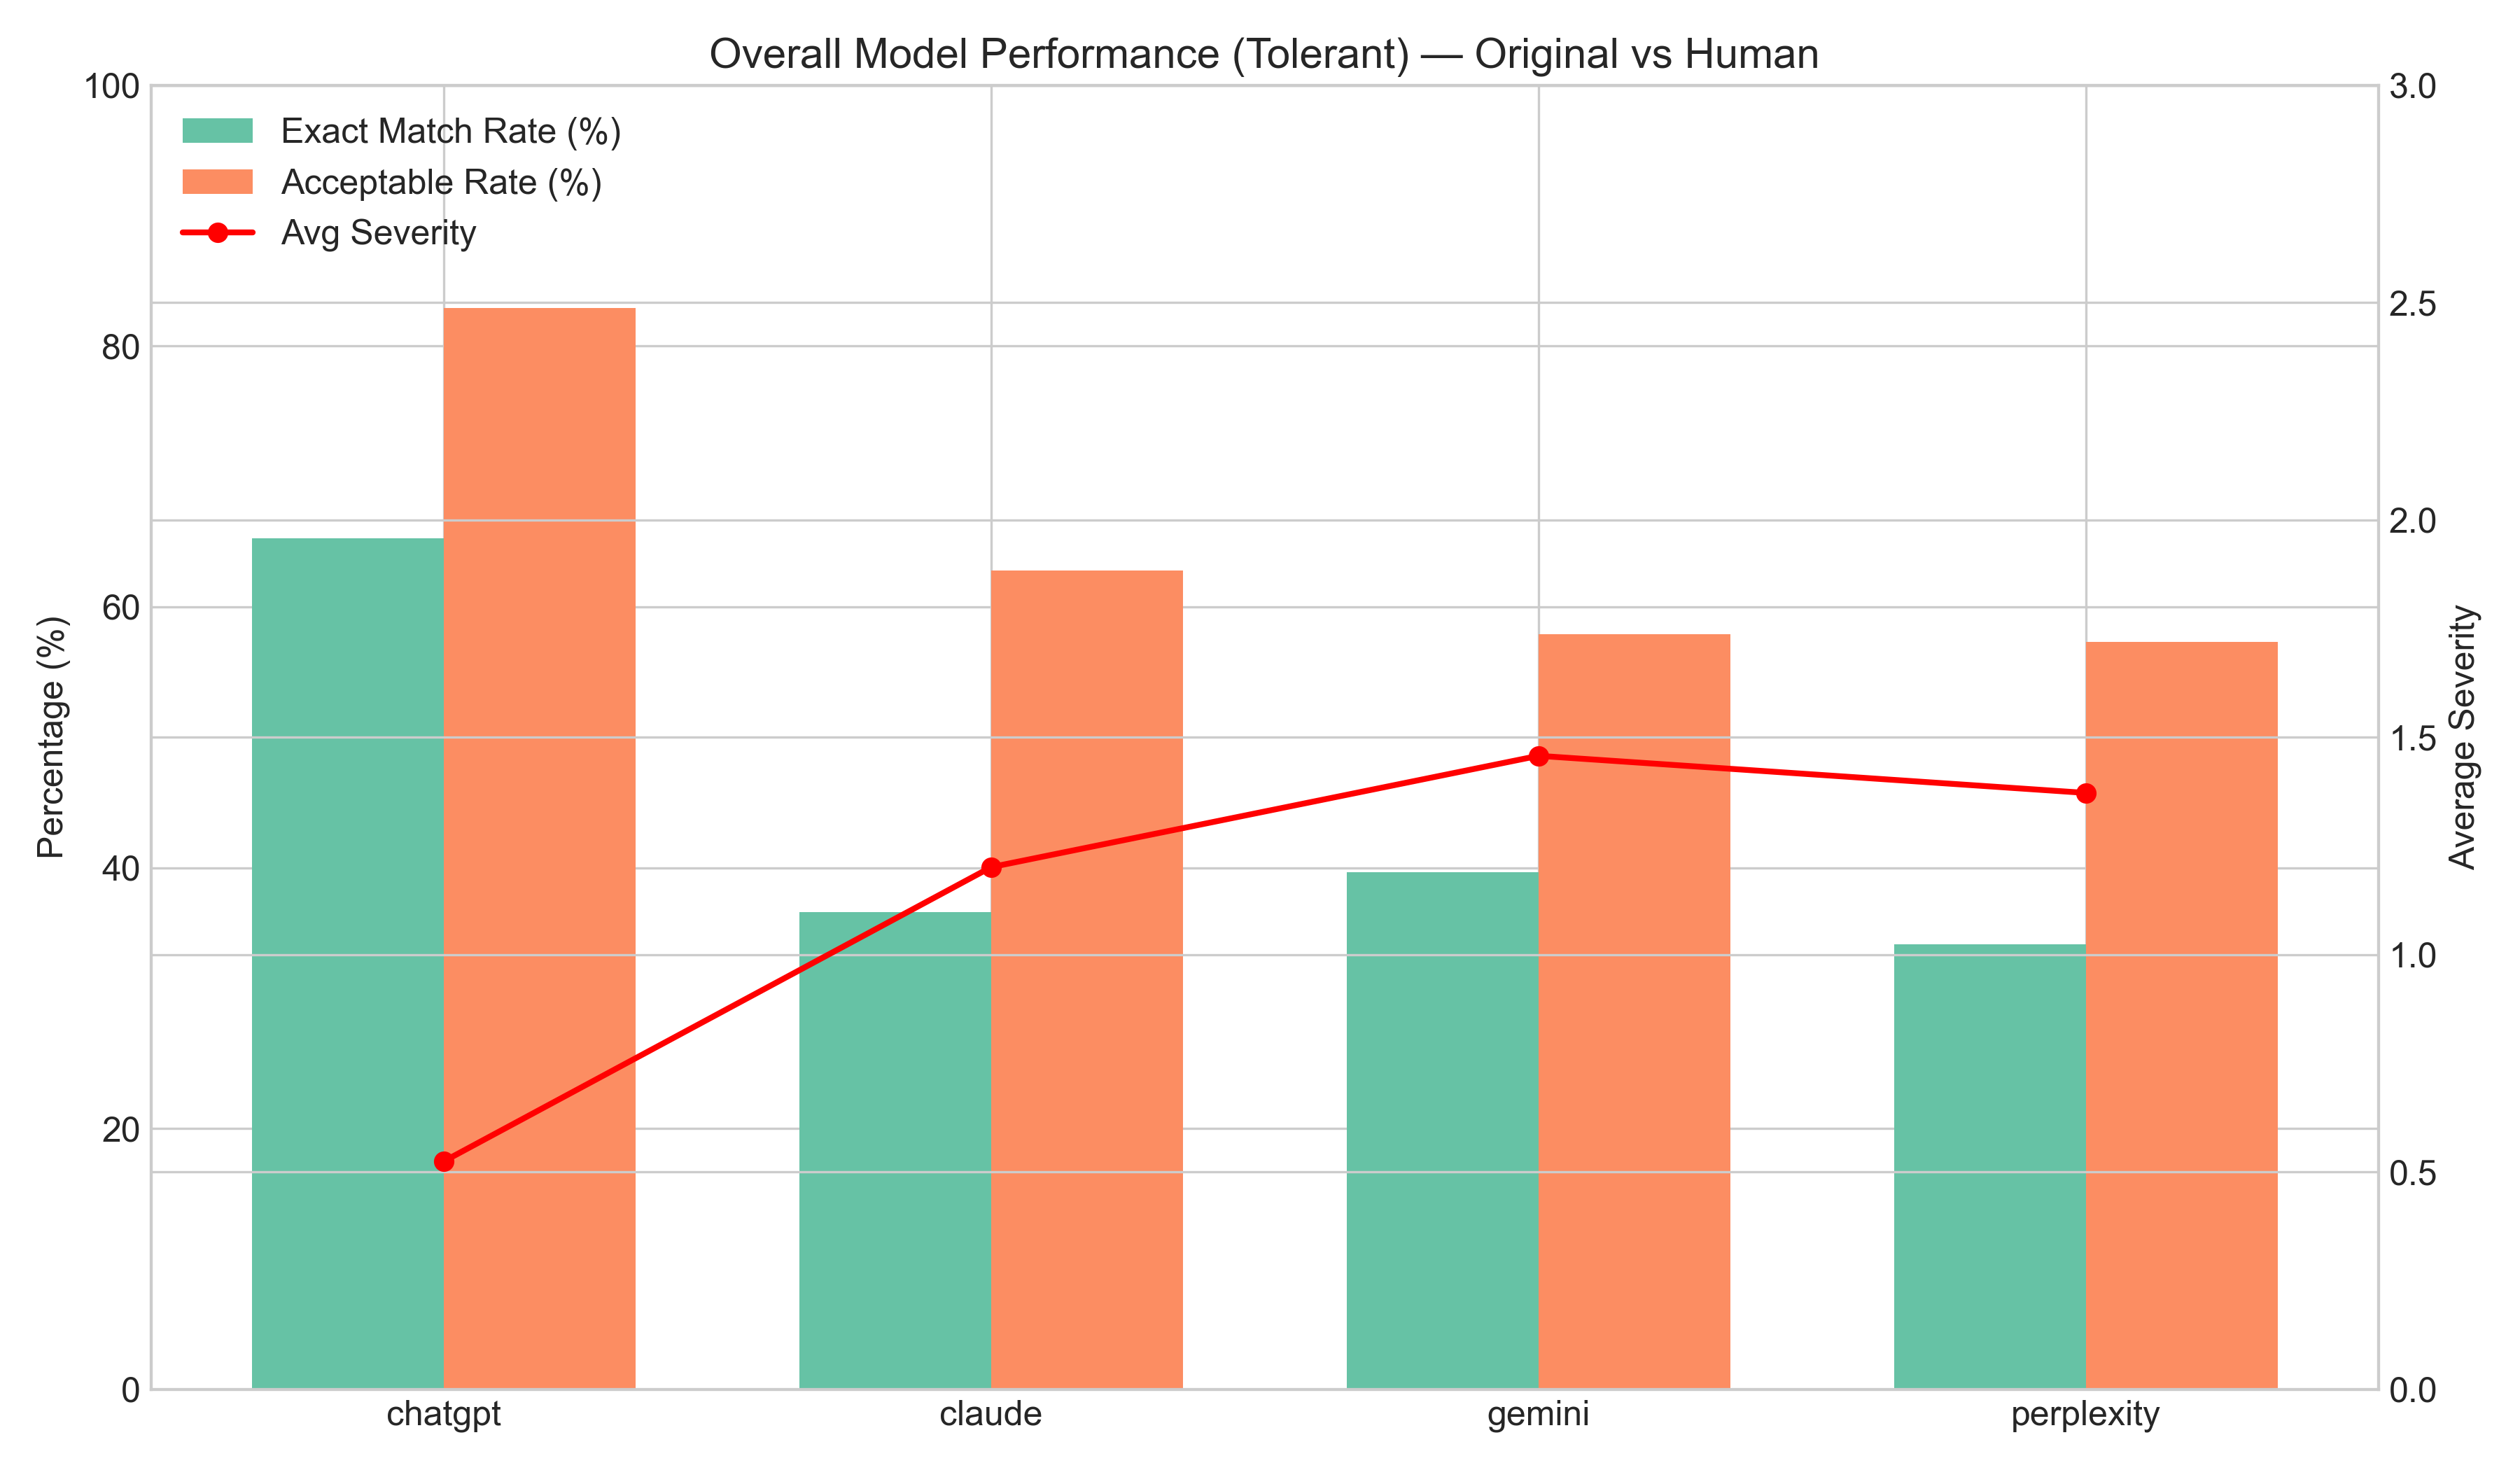 Overall Model Performance (Tolerant) — Original vs Human
Exact Match Rate (%)
Acceptable Rate (%)
Avg Severity
Percentage (%)
100
80
60
40
20
0
3.0
2.5
2.0
1.5
1.0
0.5
0.0
Average Severity
chatgpt
claude
gemini
perplexity